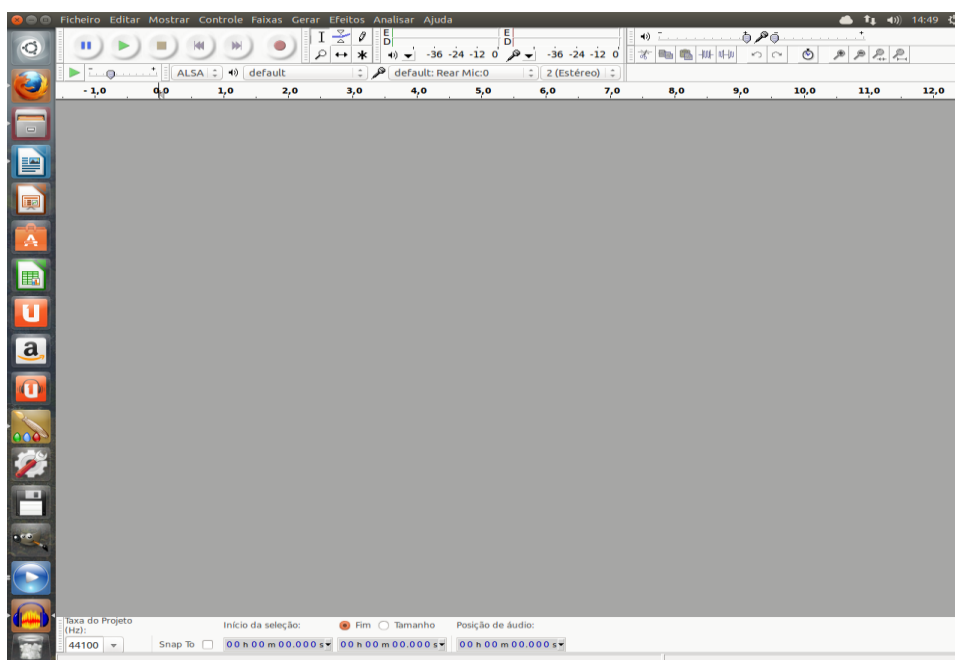 Ficheiro Editar Mostrar Controle Faixas Gerar Efeitos Analisar Ajuda
14:49
E
D
E
D
-36 -24 -12 0
-36 -24 -12 0
ALSA
default
default: Rear Mic:0
2 (Estéreo)
- 1,0 0,0 1,0 2,0 3,0 4,0 5,0 6,0 7,0 8,0 9,0 10,0 11,0 12,0
Taxa do Projeto
(Hz):
Início da seleção:
Fim
Tamanho
Posição de áudio:
44100
Snap To
00 h 00 m 00.000 s
00 h 00 m 00.000 s
00 h 00 m 00.000 s